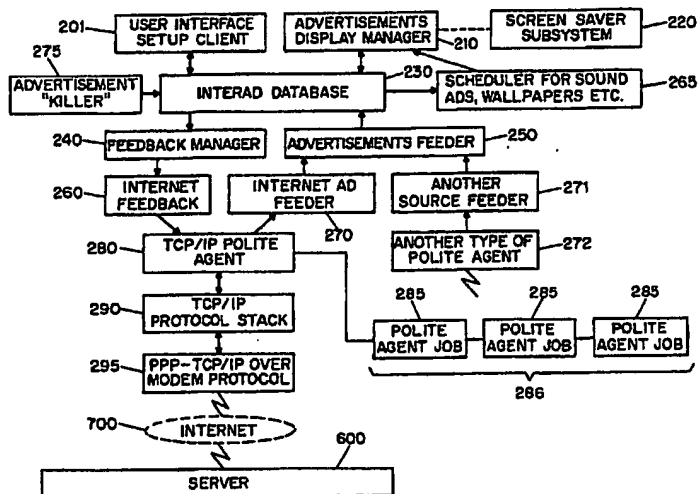 201
USER INTERFACE
SETUP CLIENT
ADVERTISEMENTS
DISPLAY MANAGER
210
SCREEN SAVER
SUBSYSTEM
220
275
ADVERTISEMENT
"KILLER"
230
INTERAD DATABASE
SCHEDULER FOR SOUND
ADS, WALLPAPERS ETC.
265
240
FEEDBACK MANAGER
ADVERTISEMENTS FEEDER
250
260
INTERNET
FEEDBACK
INTERNET AD
FEEDER
270
ANOTHER
SOURCE FEEDER
271
280
TCP/IP POLITE
AGENT
ANOTHER TYPE OF
POLITE AGENT
272
290
TCP/IP
PROTOCOL STACK
285
285
285
POLITE
AGENT JOB
POLITE
AGENT JOB
POLITE
AGENT JOB
286
295
PPP-TCP/IP OVER
MODEM PROTOCOL
700
INTERNET
600
SERVER